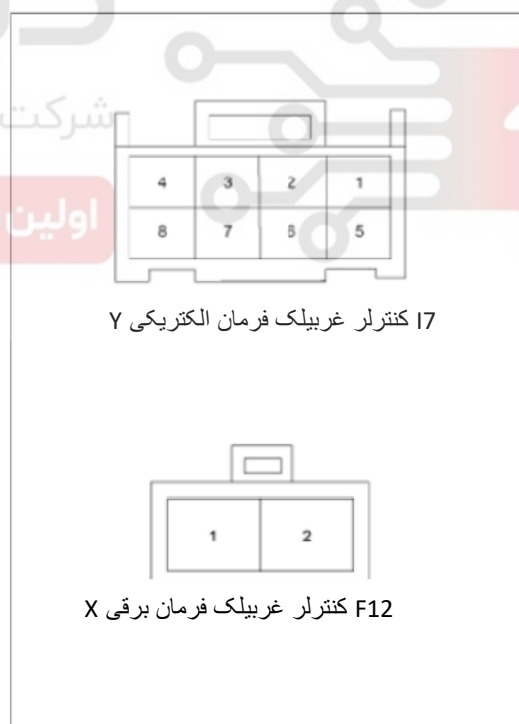 شرکت
اولین
4 3 2 1
8 7 6 5
I7 کنترلر غربیلک فرمان الکتریکی Y
1 2
F12 کنترلر غربیلک فرمان برقی X